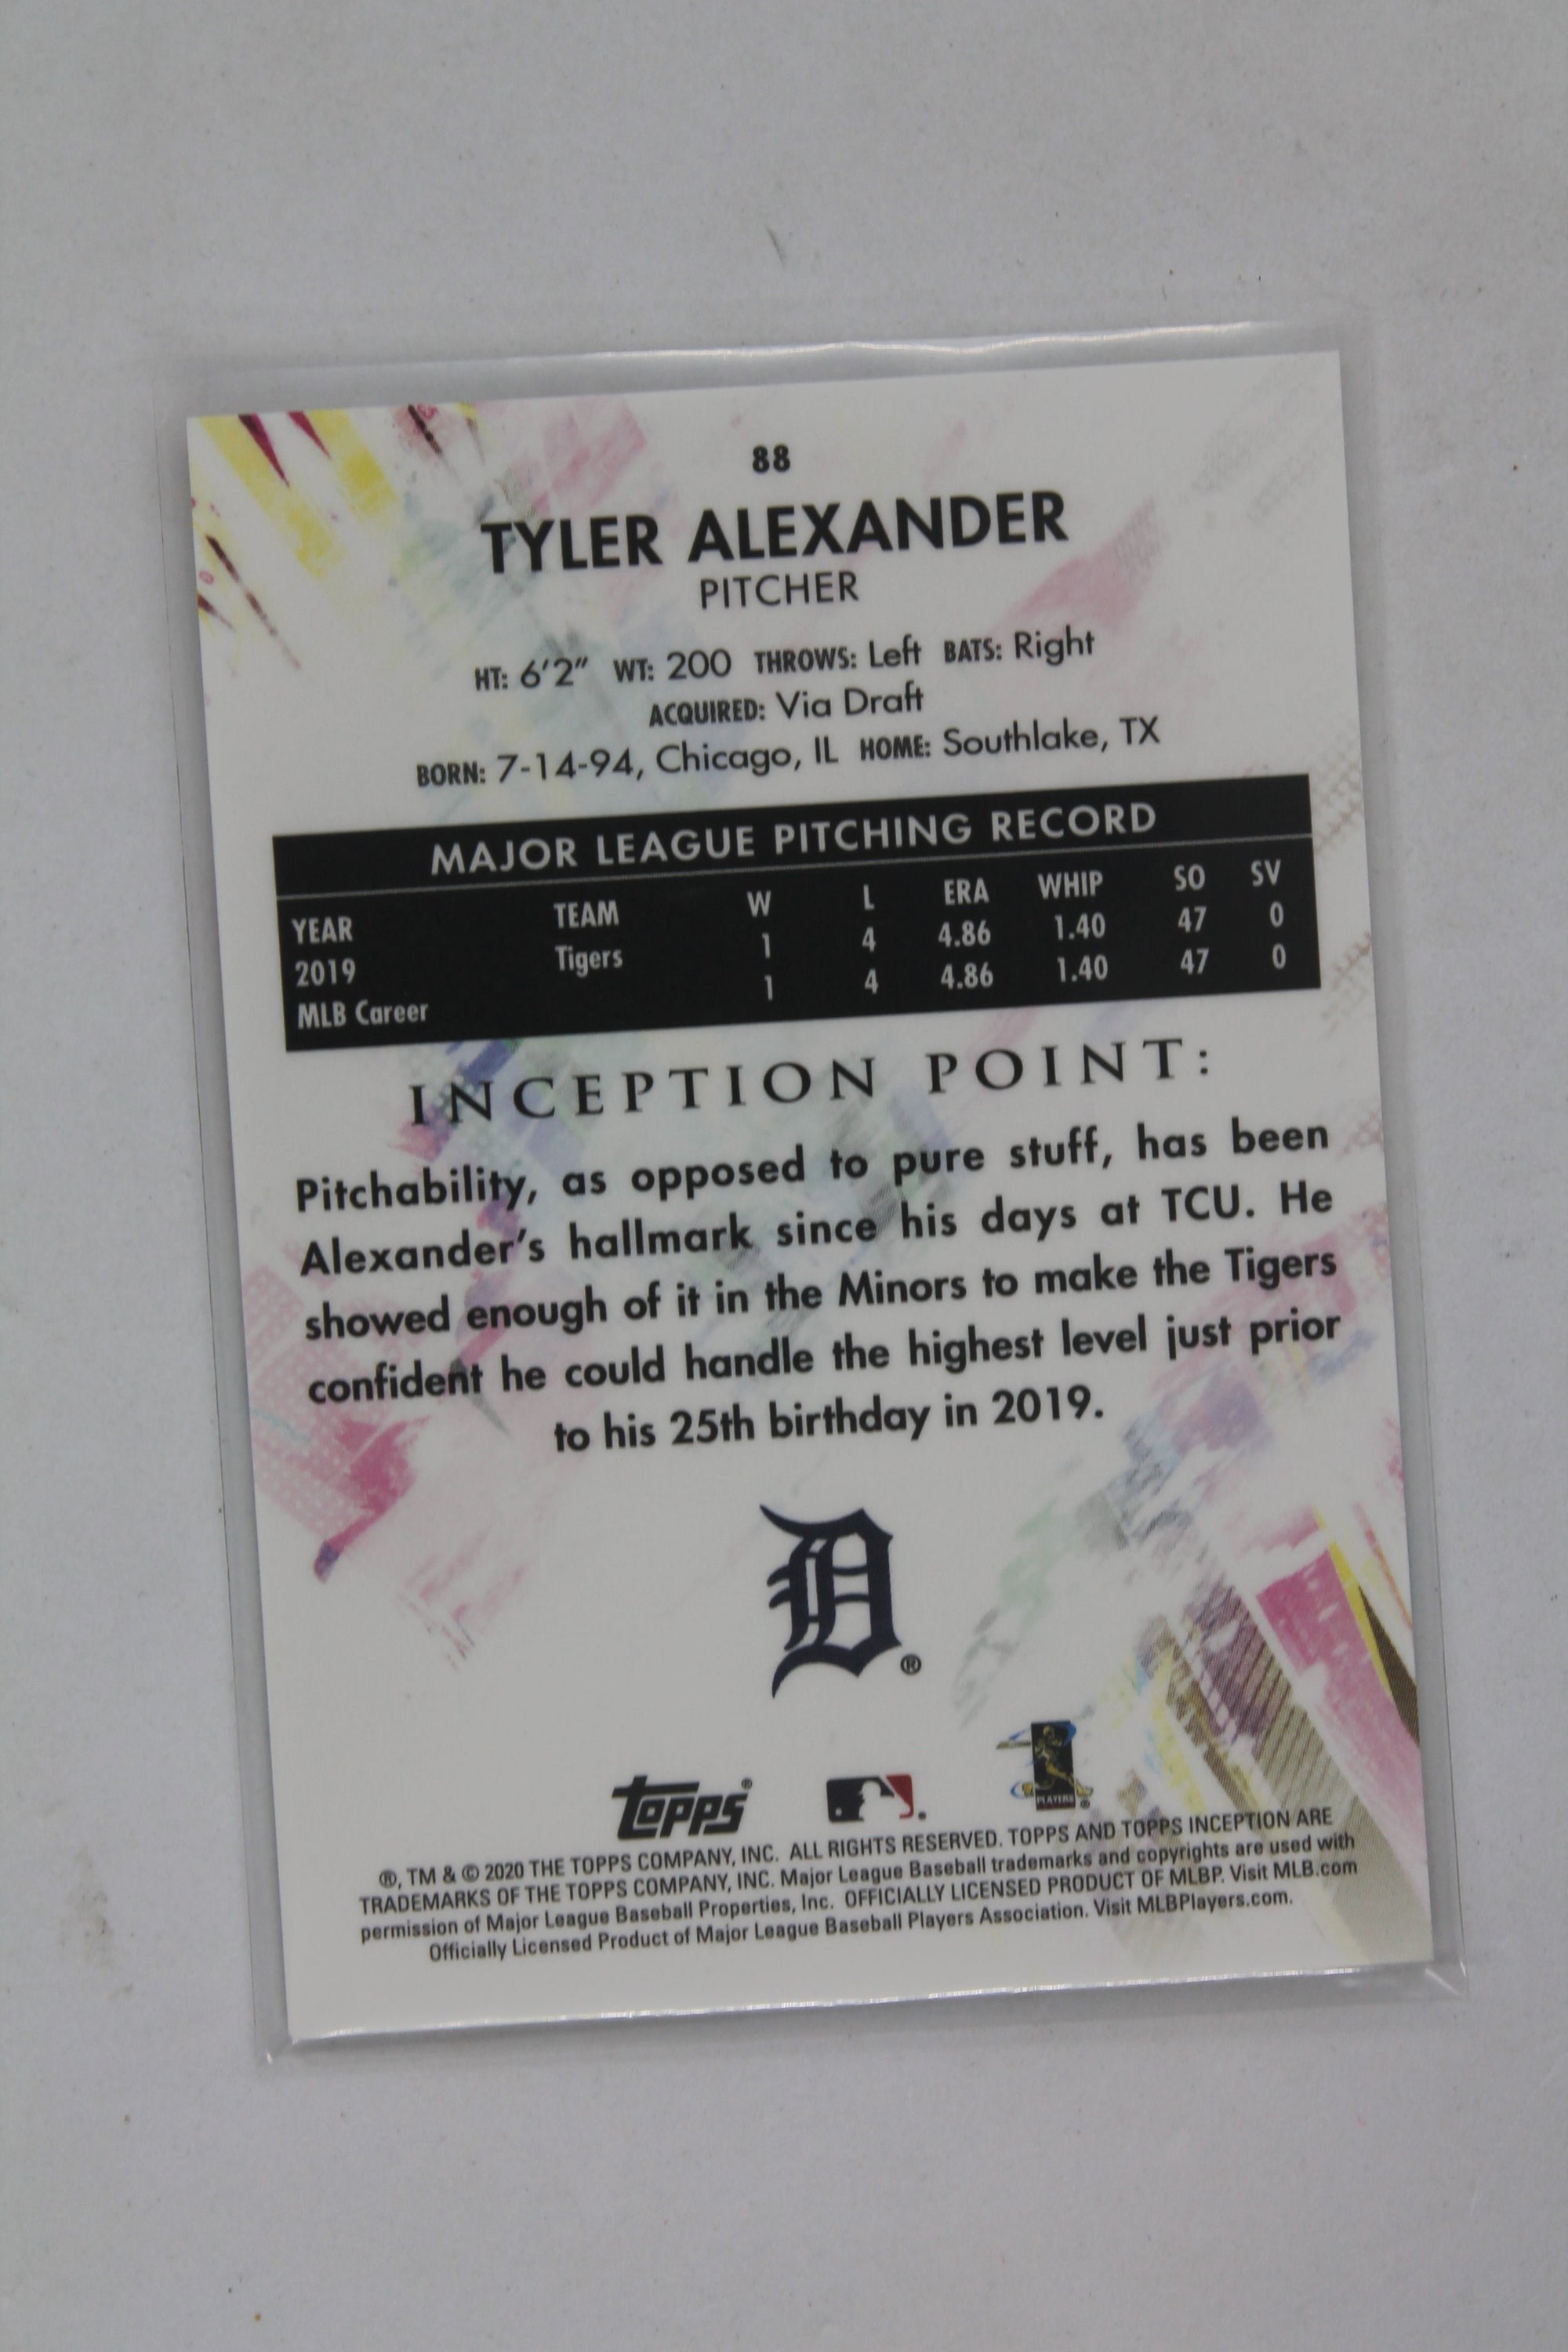 88
TYLER ALEXANDER
PITCHER
HT: 6'2" WT: 200 THROWS: Left BATS: Right
ACQUIRED: Via Draft
BORN: 7-14-94, Chicago, IL HOME: Southlake, TX
MAJOR LEAGUE PITCHING RECORD
YEAR TEAM W L ERA WHIP SO SV
2019 Tigers 1 4 4.86 1.40 47 0
MLB Career 1 4 4.86 1.40 47 0
INCEPTION POINT:
Pitchability, as opposed to pure stuff, has been
Alexander's hallmark since his days at TCU. He
showed enough of it in the Minors to make the Tigers
confident he could handle the highest level just prior
to his 25th birthday in 2019.
D®
topps® PLAYERS ®
®, TM & © 2020 THE TOPPS COMPANY, INC. ALL RIGHTS RESERVED. TOPPS AND TOPPS INCEPTION ARE
TRADEMARKS OF THE TOPPS COMPANY, INC. Major League Baseball trademarks and copyrights are used with
permission of Major League Baseball Properties, Inc. OFFICIALLY LICENSED PRODUCT OF MLBP. Visit MLB.com
Officially Licensed Product of Major League Baseball Players Association. Visit MLBPlayers.com.